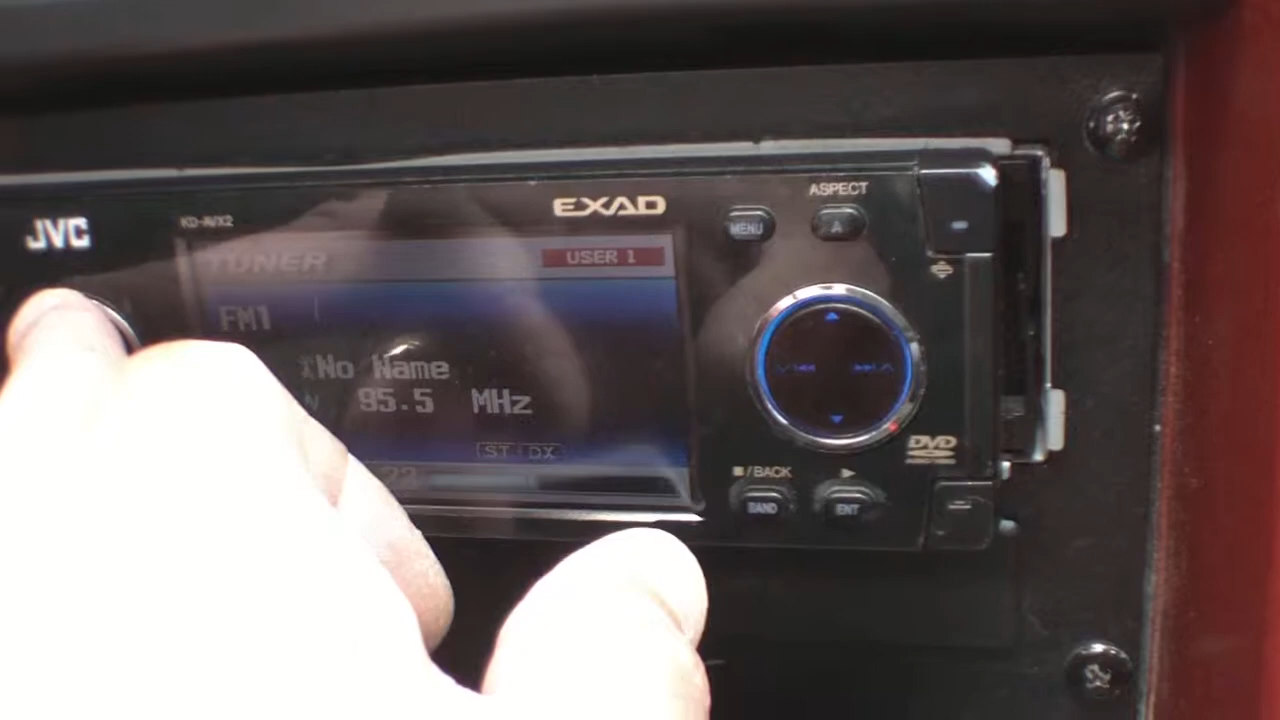 JVC
KD-AVX2
EXAD
ASPECT
MENU
A
TUNER
USER 1
FM1
No Name
95.5 MHz
ST DX
DVD
/BACK
BAND
ENT